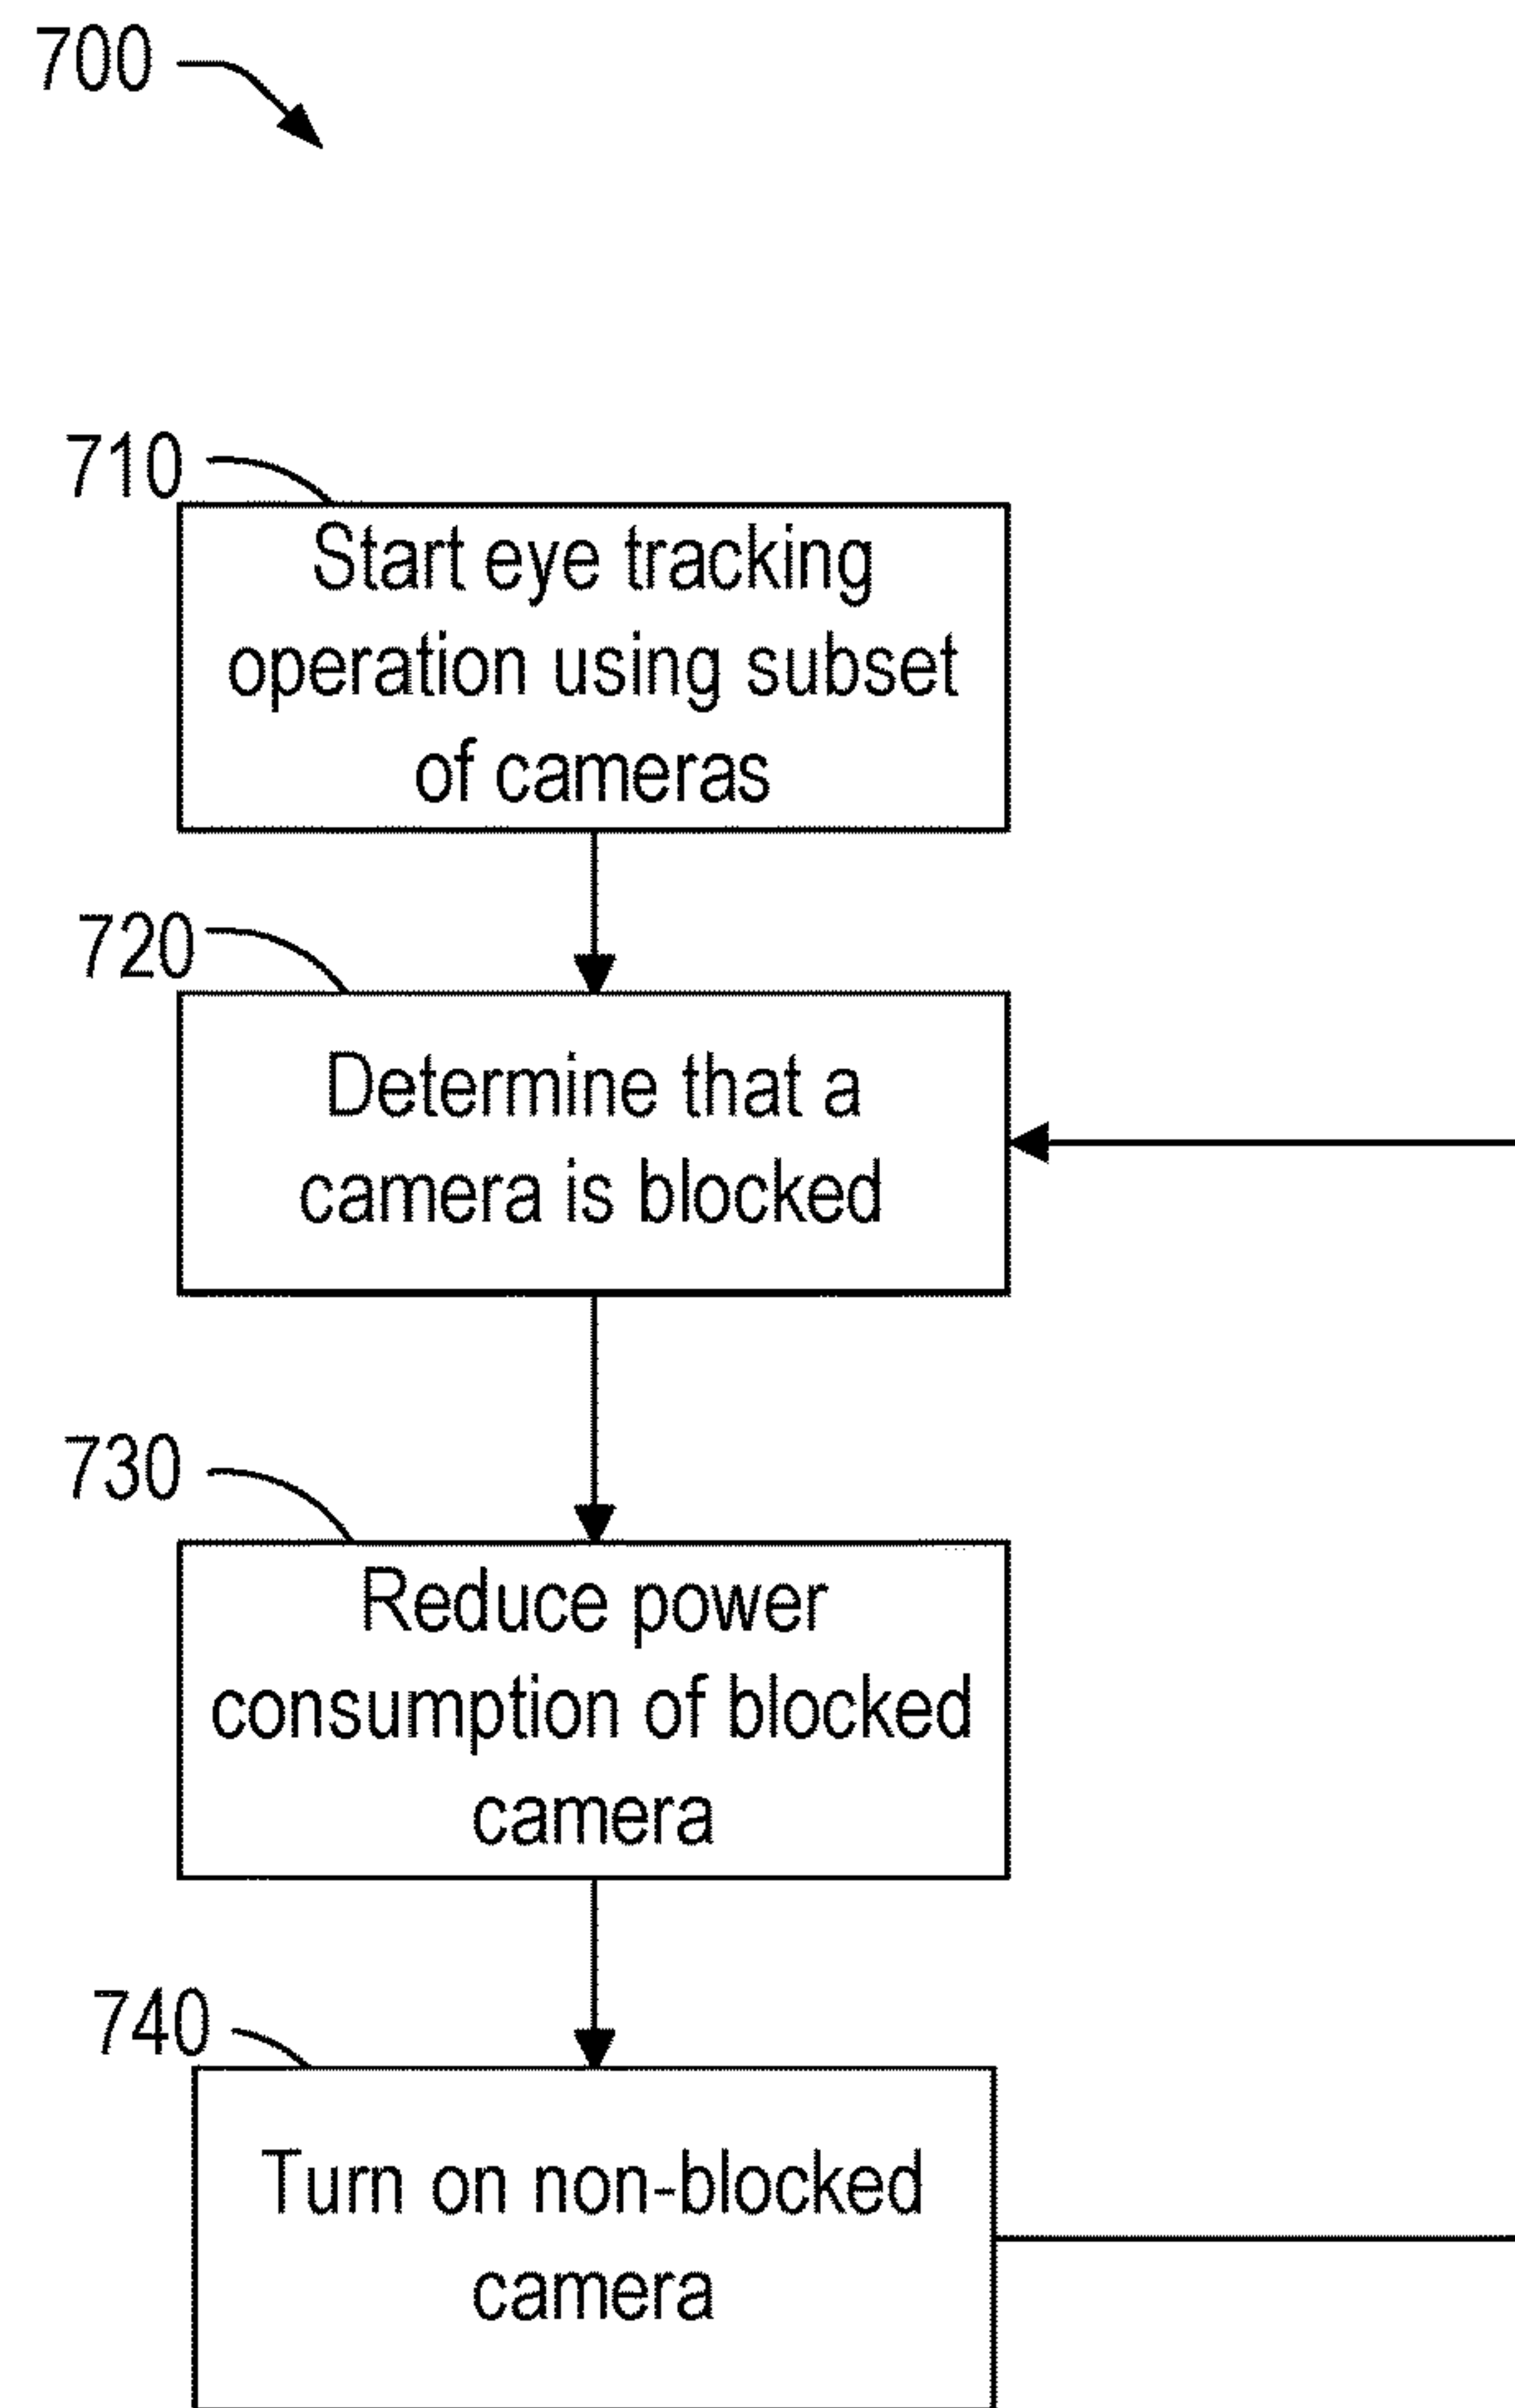 700
710
Start eye tracking
operation using subset
of cameras
720
Determine that a
camera is blocked
730
Reduce power
consumption of blocked
camera
740
Turn on non-blocked
camera